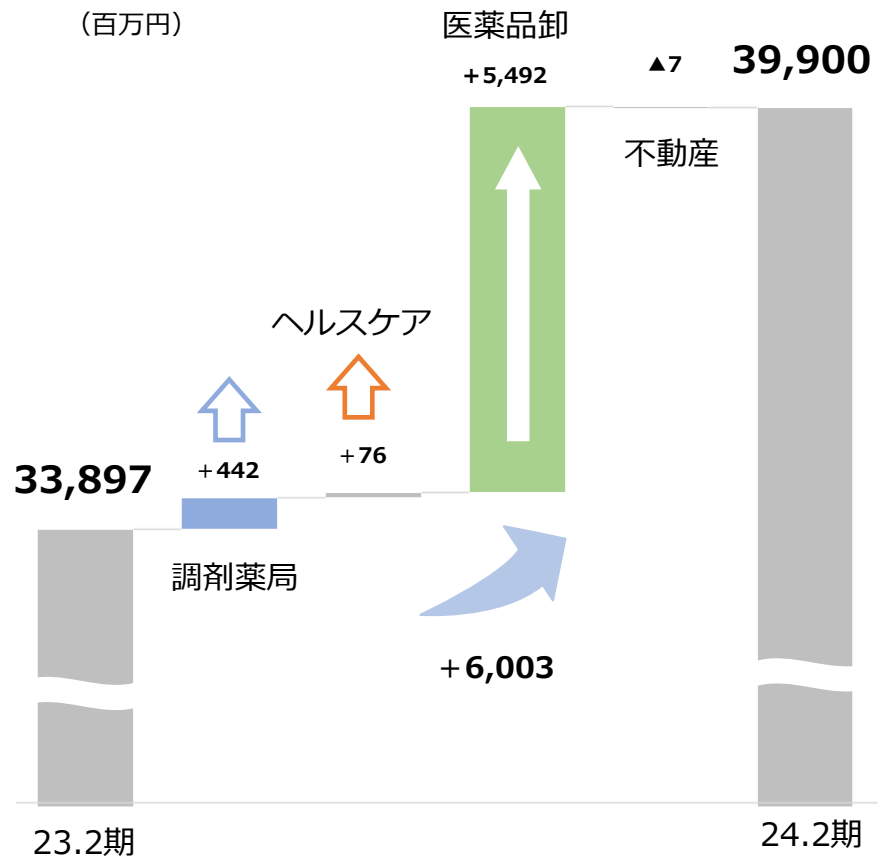 （百万円）
医薬品卸
+5,492
▲7
39,900
不動産
ヘルスケア
33,897
+442
+76
調剤薬局
+6,003
23.2期
24.2期